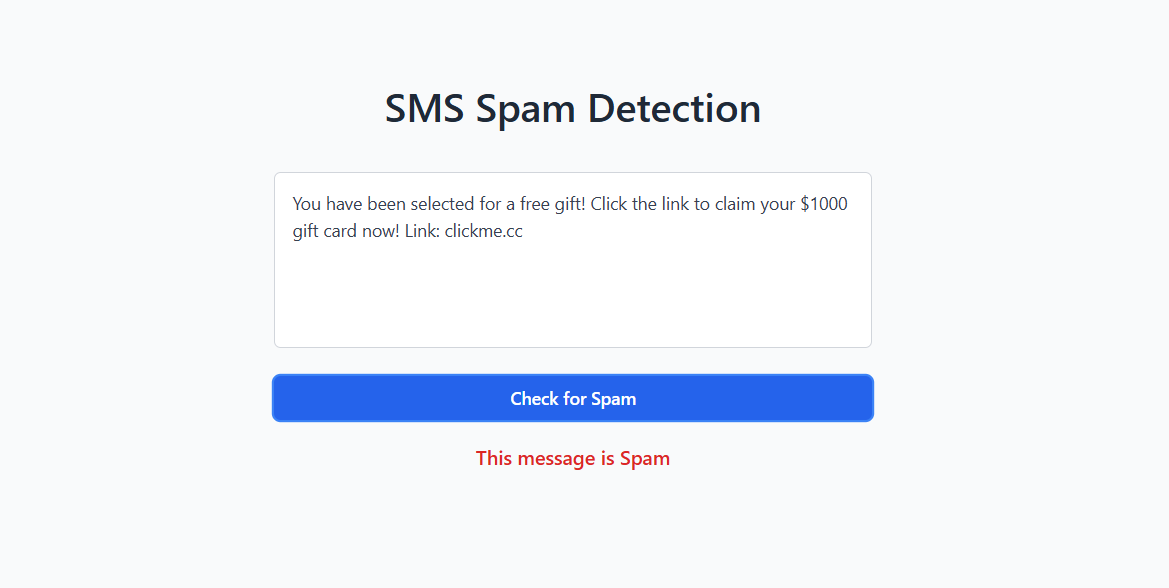 SMS Spam Detection
You have been selected for a free gift! Click the link to claim your $1000
gift card now! Link: clickme.cc
Check for Spam
This message is Spam